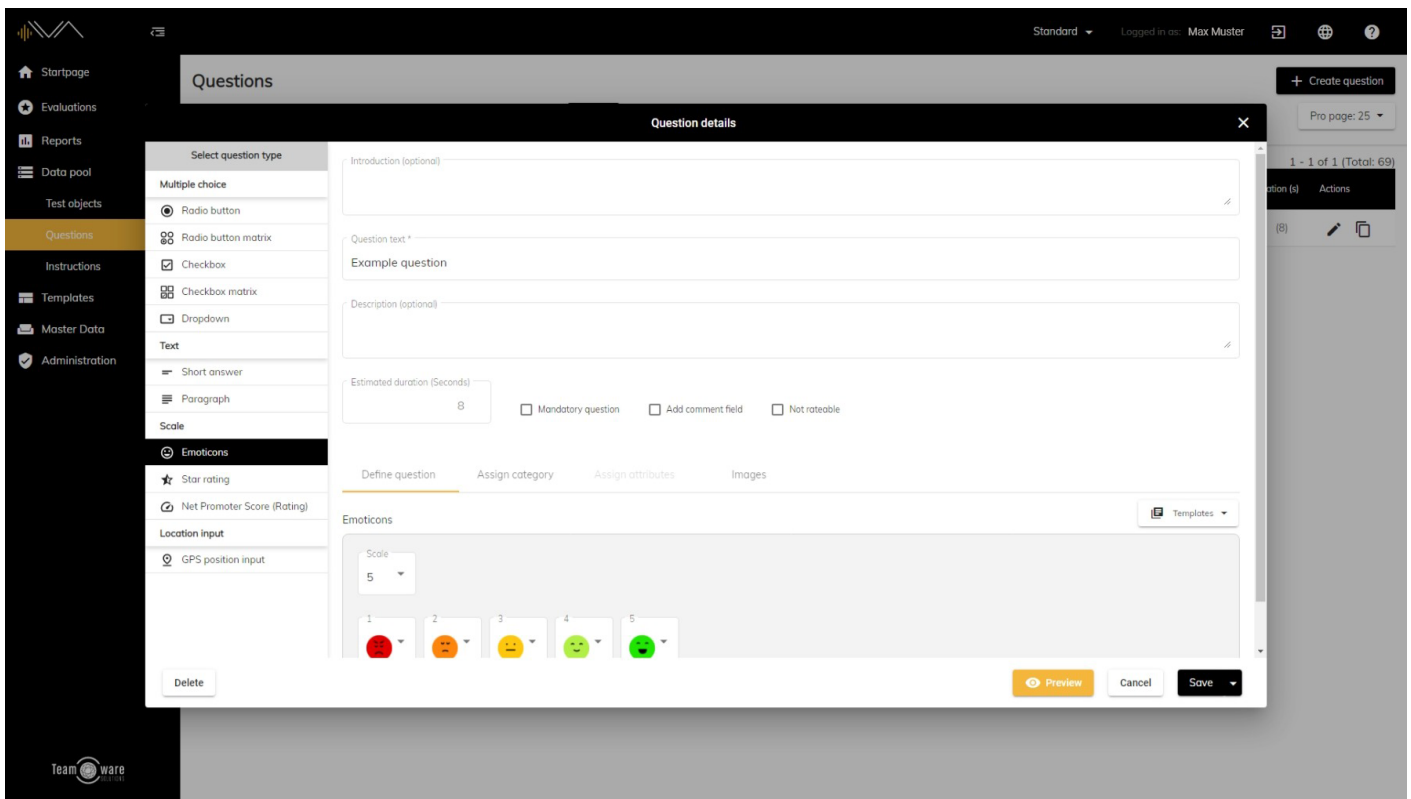 Standard
Logged in as: Max Muster
Startpage
Evaluations
Reports
Data pool
Test objects
Questions
Instructions
Templates
Master Data
Administration
Team ware
SOLUTIONS
Questions
+ Create question
Pro page: 25
1 - 1 of 1 (Total: 69)
ation (s) Actions
(8)
Question details
Select question type
Multiple choice
Radio button
Radio button matrix
Checkbox
Checkbox matrix
Dropdown
Text
Short answer
Paragraph
Scale
Emoticons
Star rating
Net Promoter Score (Rating)
Location input
GPS position input
Introduction (optional)
Question text *
Example question
Description (optional)
Estimated duration (Seconds)
8
Mandatory question Add comment field Not rateable
Define question Assign category Assign attributes Images
Emoticons
Templates
Scale
5
1 2 3 4 5
Delete
Preview Cancel Save